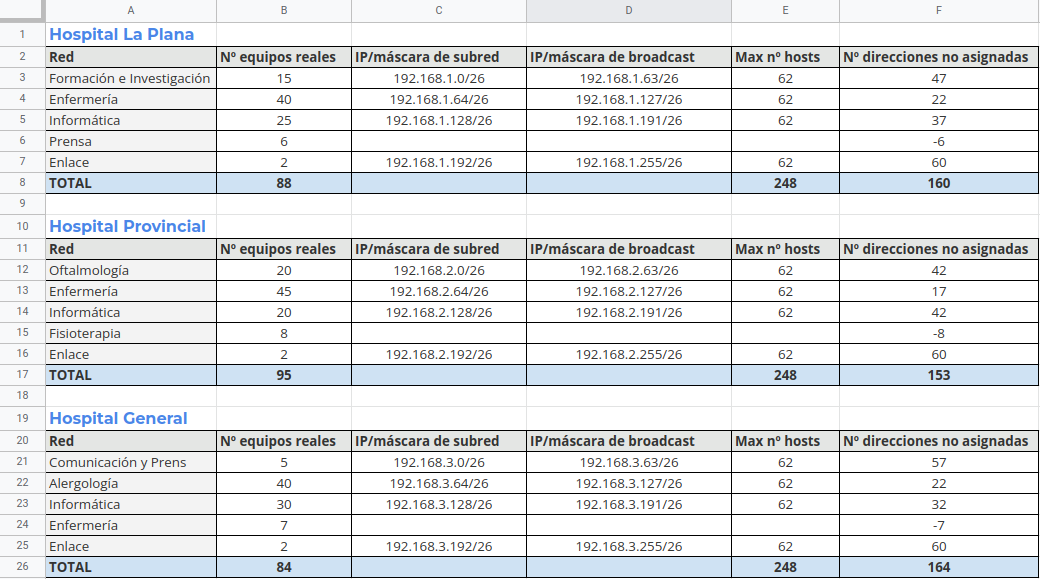 A B C D E F
1 Hospital La Plana
2 Red Nº equipos reales IP/máscara de subred IP/máscara de broadcast Max nº hosts Nº direcciones no asignadas
3 Formación e Investigación 15 192.168.1.0/26 192.168.1.63/26 62 47
4 Enfermería 40 192.168.1.64/26 192.168.1.127/26 62 22
5 Informática 25 192.168.1.128/26 192.168.1.191/26 62 37
6 Prensa 6 -6
7 Enlace 2 192.168.1.192/26 192.168.1.255/26 62 60
8 TOTAL 88 248 160
9
10 Hospital Provincial
11 Red Nº equipos reales IP/máscara de subred IP/máscara de broadcast Max nº hosts Nº direcciones no asignadas
12 Oftalmología 20 192.168.2.0/26 192.168.2.63/26 62 42
13 Enfermería 45 192.168.2.64/26 192.168.2.127/26 62 17
14 Informática 20 192.168.2.128/26 192.168.2.191/26 62 42
15 Fisioterapia 8 -8
16 Enlace 2 192.168.2.192/26 192.168.2.255/26 62 60
17 TOTAL 95 248 153
18
19 Hospital General
20 Red Nº equipos reales IP/máscara de subred IP/máscara de broadcast Max nº hosts Nº direcciones no asignadas
21 Comunicación y Prens 5 192.168.3.0/26 192.168.3.63/26 62 57
22 Alergología 40 192.168.3.64/26 192.168.3.127/26 62 22
23 Informática 30 192.168.3.128/26 192.168.3.191/26 62 32
24 Enfermería 7 -7
25 Enlace 2 192.168.3.192/26 192.168.3.255/26 62 60
26 TOTAL 84 248 164